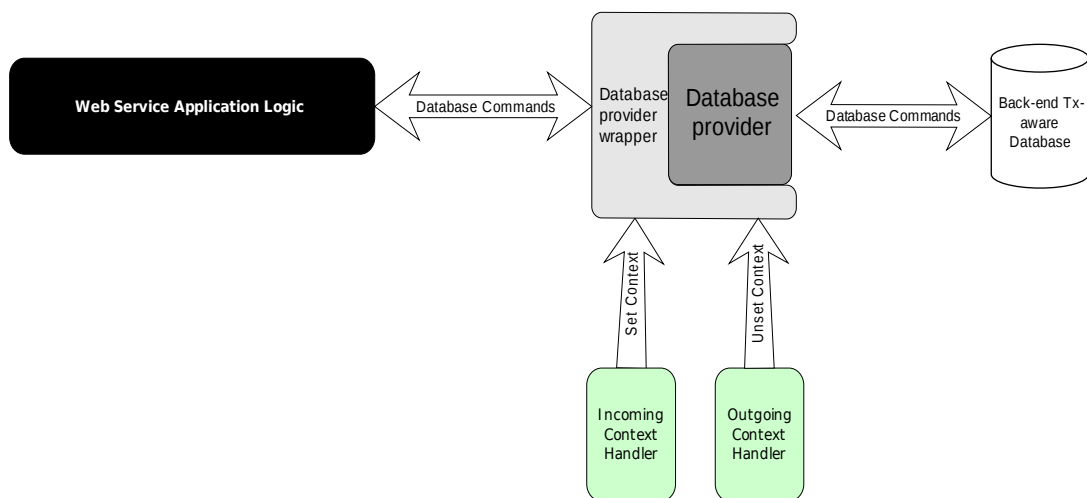 Web Service Application Logic
Database Commands
Database
provider
wrapper
Database
provider
Database Commands
Back-end Tx-
aware
Database
Set Context
Unset Context
Incoming
Context
Handler
Outgoing
Context
Handler